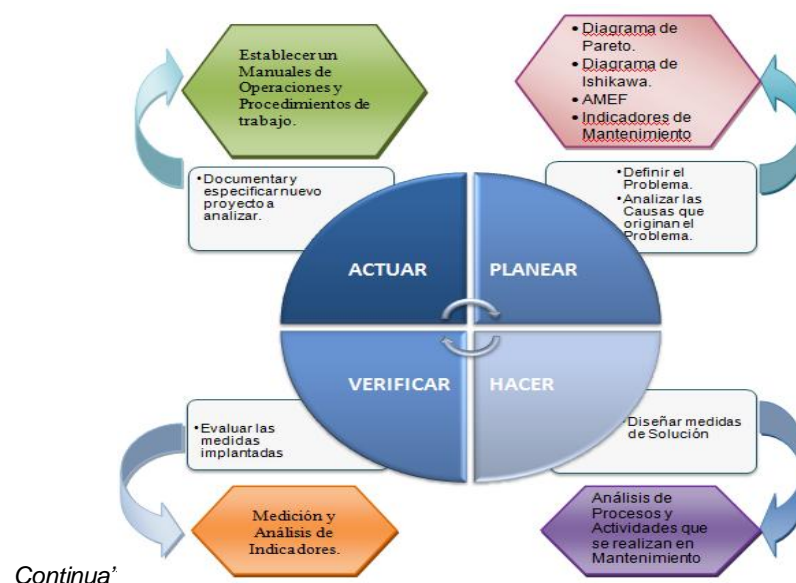 Establecer un
Manuales de
Operaciones y
Procedimientos de
trabajo.
• Diagrama de
Pareto.
• Diagrama de
Ishikawa.
• AMEF
• Indicadores de
Mantenimiento
• Documentar y
especificar nuevo
proyecto a
analizar.
• Definir el
Problema.
• Analizar las
Causas que
originan el
Problema.
ACTUAR
PLANEAR
VERIFICAR
HACER
• Evaluar las
medidas
implantadas
• Diseñar medidas
de Solución
Medición y
Análisis de
Indicadores.
Análisis de
Procesos y
Actividades que
se realizan en
Mantenimiento
Continua’